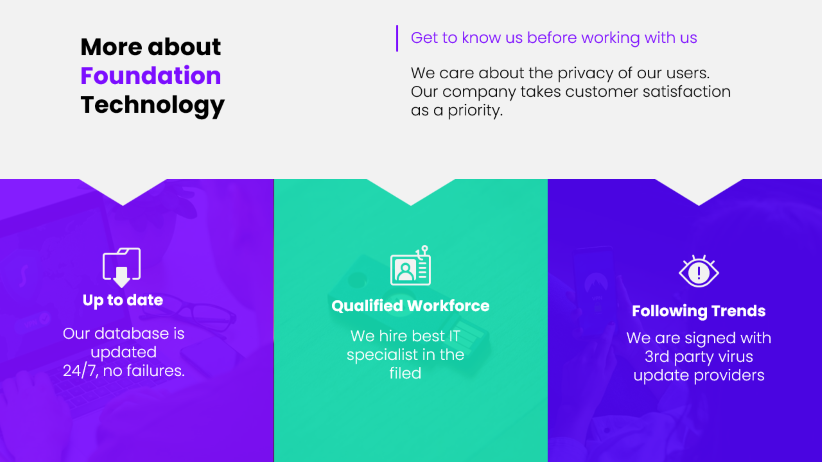 More about
Foundation
Technology
Get to know us before working with us
We care about the privacy of our users.
Our company takes customer satisfaction
as a priority.
Up to date
Our database is
updated
24/7, no failures.
Qualified Workforce
We hire best IT
specialist in the
filed
Following Trends
We are signed with
3rd party virus
update providers